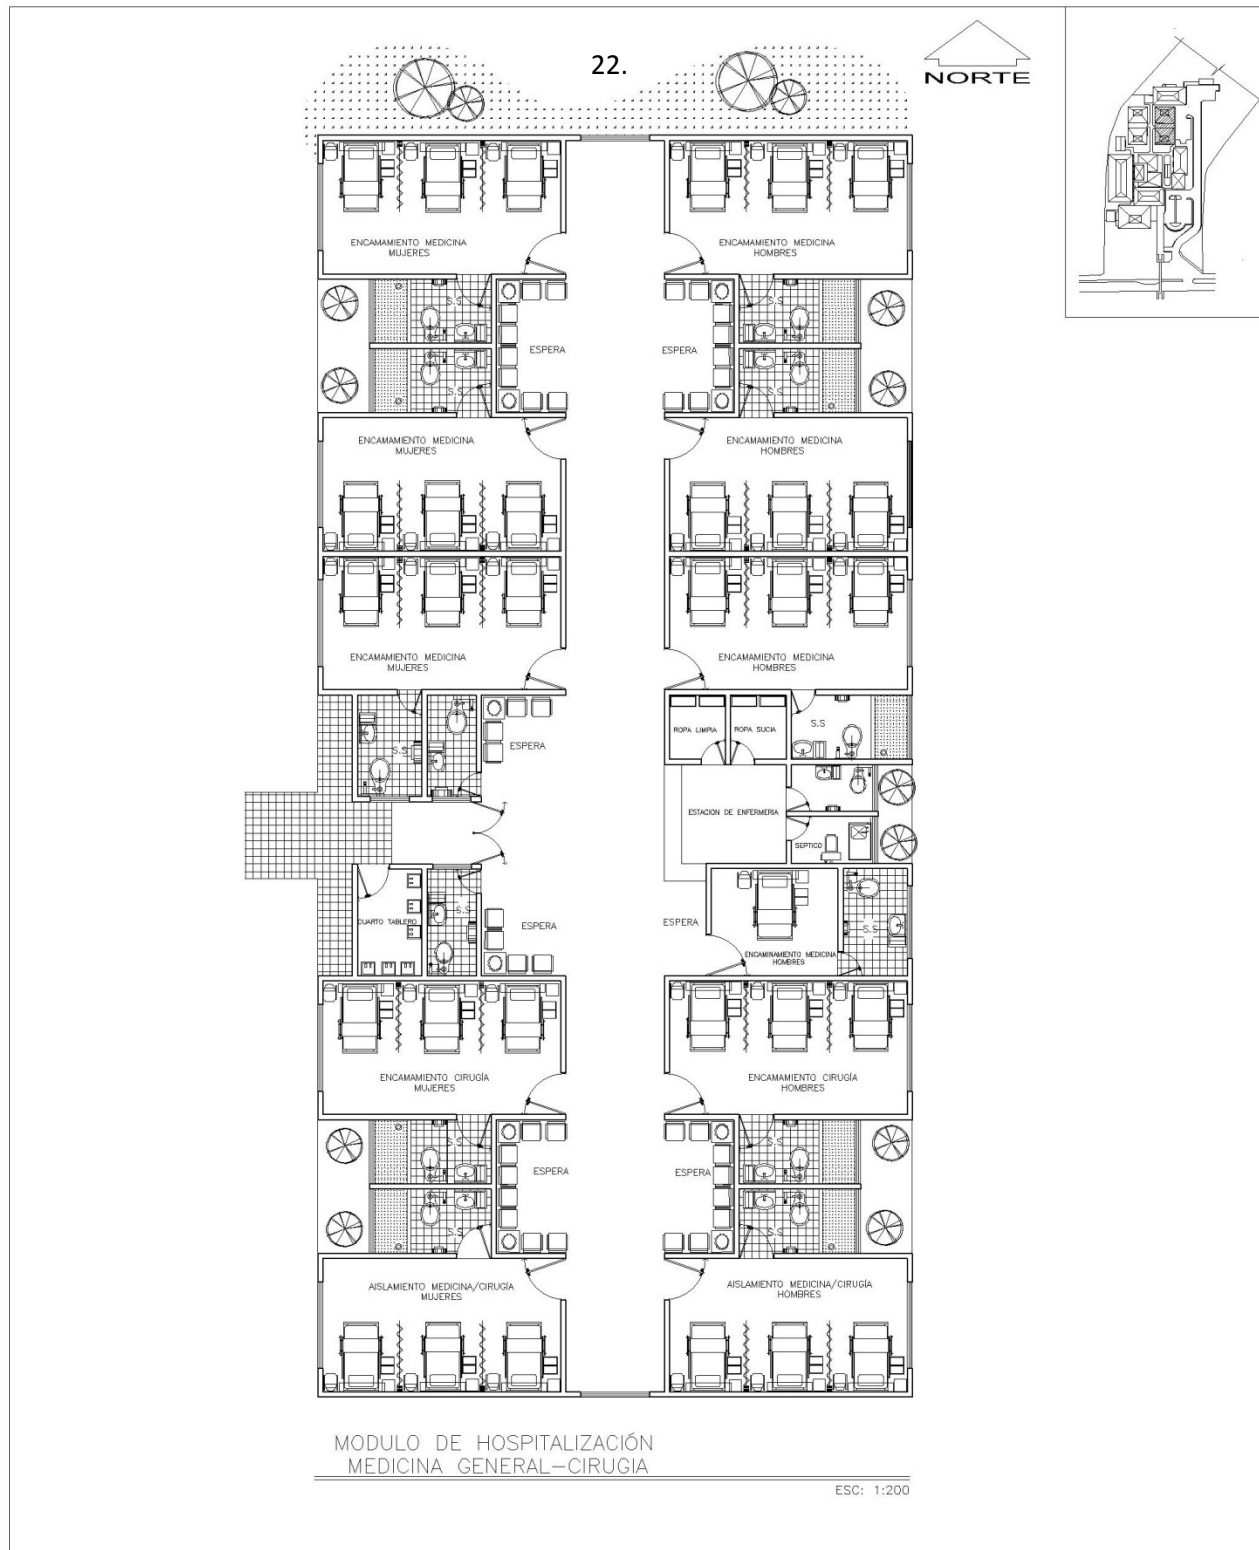 22.
NORTE
ENCAMAMIENTO MEDICINA
MUJERES
ENCAMAMIENTO MEDICINA
HOMBRES
S.S
S.S
ESPERA
ESPERA
S.S
S.S
ENCAMAMIENTO MEDICINA
MUJERES
ENCAMAMIENTO MEDICINA
HOMBRES
ENCAMAMIENTO MEDICINA
MUJERES
ENCAMAMIENTO MEDICINA
HOMBRES
S.S
ESPERA
ROPA LIMPIA
ROPA SUCIA
S.S
ESTACION DE ENFERMERIA
SEPTICO
CUARTO TABLERO
S.S
ESPERA
ESPERA
S.S
ENCAMINAMIENTO MEDICINA
HOMBRES
ENCAMAMIENTO CIRUGÍA
MUJERES
ENCAMAMIENTO CIRUGÍA
HOMBRES
S.S
S.S
ESPERA
ESPERA
S.S
S.S
AISLAMIENTO MEDICINA/CIRUGÍA
MUJERES
AISLAMIENTO MEDICINA/CIRUGÍA
HOMBRES
MODULO DE HOSPITALIZACIÓN
MEDICINA GENERAL-CIRUGIA
ESC: 1:200